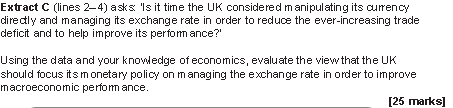 Extract C (lines 2–4) asks: 'Is it time the UK considered manipulating its currency
directly and managing its exchange rate in order to reduce the ever-increasing trade
deficit and to help improve its performance?'
Using the data and your knowledge of economics, evaluate the view that the UK
should focus its monetary policy on managing the exchange rate in order to improve
macroeconomic performance.
[25 marks]